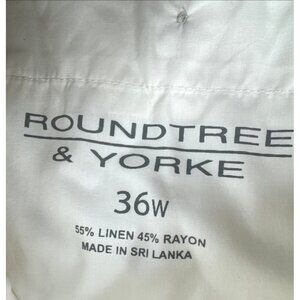 ROUNDTREE
& YORKE
36W
55% LINEN 45% RAYON
MADE IN SRI LANKA